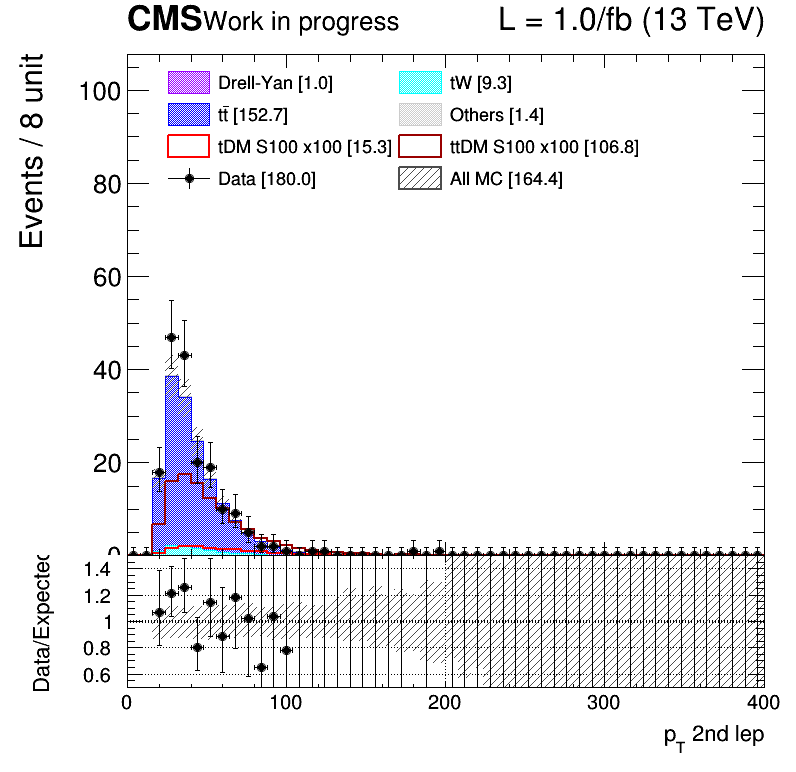 CMS Work in progress L = 1.0/fb (13 TeV)
Drell-Yan [1.0] tW [9.3]
tt̄ [152.7] Others [1.4]
tDM S100 x100 [15.3] ttDM S100 x100 [106.8]
Data [180.0] All MC [164.4]
Events / 8 unit
100
80
60
40
20
0
Data/Expected
1.4
1.2
1
0.8
0.6
0 100 200 300 400
p_T 2nd lep